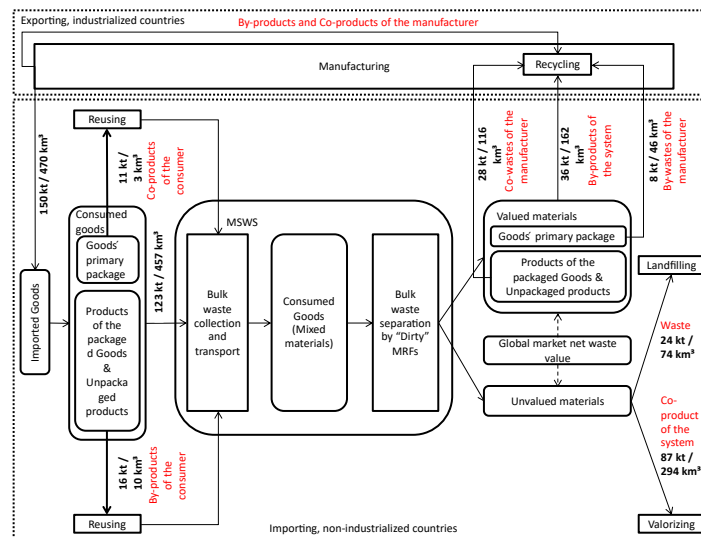 Exporting, industrialized countries
By-products and Co-products of the manufacturer
Manufacturing
Recycling
Reusing
150 kt / 470 km³
11 kt /
3 km³
Co-products
of the
consumer
28 kt / 116
km³
Co-wastes of the
manufacturer
36 kt / 162
km³
By-products of
the system
8 kt / 46 km³
By-wastes of the
manufacturer
Consumed
goods
Goods'
primary
package
Products of
the
package
d Goods
&
Unpacka
ged
products
Imported Goods
123 kt / 457 km³
MSWS
Bulk
waste
collection
and
transport
Consumed
Goods
(Mixed
materials)
Bulk
waste
separation
by "Dirty"
MRFs
Valued materials
Goods' primary package
Products of the
packaged Goods &
Unpackaged products
Global market net waste
value
Unvalued materials
Landfilling
Waste
24 kt /
74 km³
Co-
product
of the
system
87 kt /
294 km³
Valorizing
16 kt /
10 km³
By-products
of the
consumer
Reusing
Importing, non-industrialized countries